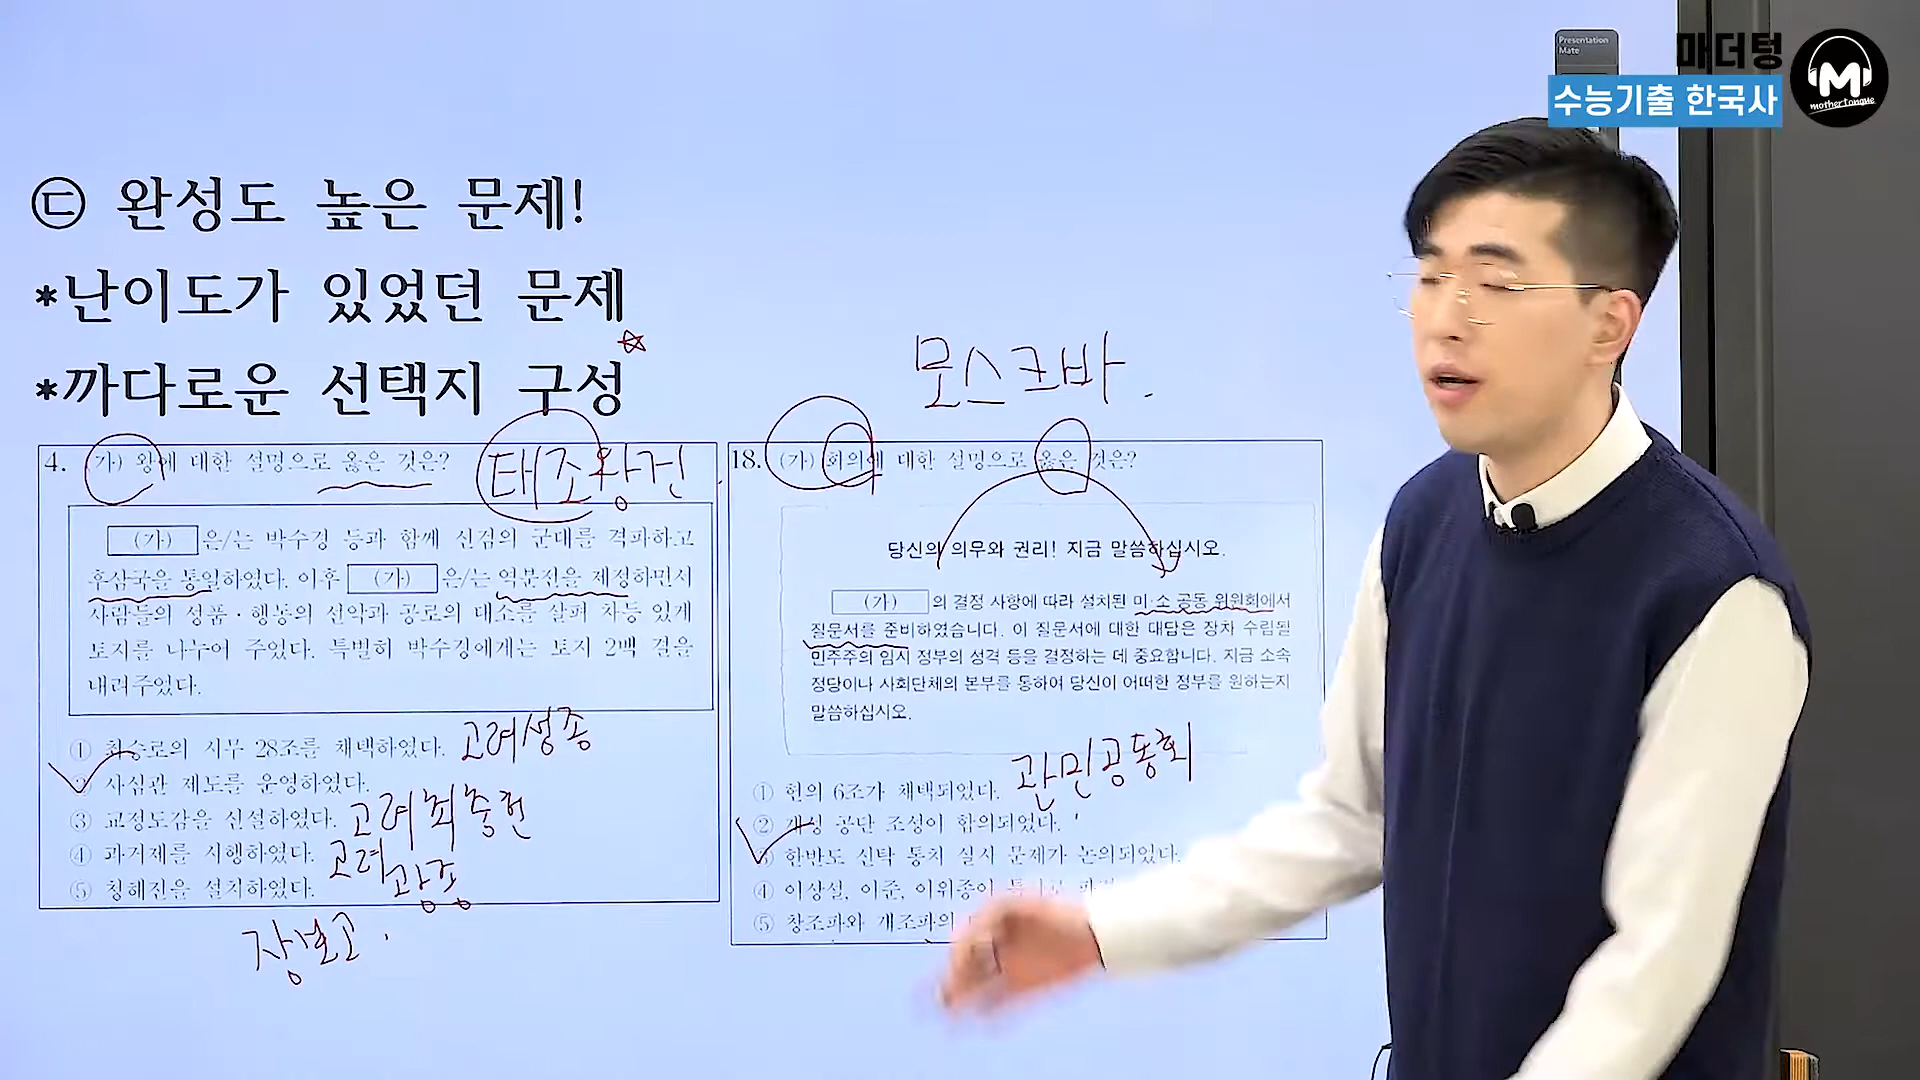 Presentation
Mate
매더텅
수능기출 한국사
M
mothertongue
㉢ 완성도 높은 문제!
*난이도가 있었던 문제
*까다로운 선택지 구성
모스크바.
4. (가) 왕에 대한 설명으로 옳은 것은?
태조왕건.
(가) 은/는 박수경 등과 함께 신검의 군대를 격파하고
후삼국을 통일하였다. 이후 (가) 은/는 역분전을 제정하면서
사람들의 성품·행동의 선악과 공로의 대소를 살펴 차등 있게
토지를 나누어 주었다. 특별히 박수경에게는 토지 2백 결을
내려주었다.
① 최승로의 시무 28조를 채택하였다. 고려성종
② 사심관 제도를 운영하였다.
③ 교정도감을 신설하였다. 고려최충헌
④ 과거제를 시행하였다. 고려광종
⑤ 청해진을 설치하였다.
장보고.
18. (가) 회의에 대한 설명으로 옳은 것은?
당신의 의무와 권리! 지금 말씀하십시오.
(가) 의 결정 사항에 따라 설치된 미·소 공동 위원회에서
질문서를 준비하였습니다. 이 질문서에 대한 대답은 장차 수립될
민주주의 임시 정부의 성격 등을 결정하는 데 중요합니다. 지금 소속
정당이나 사회단체의 본부를 통하여 당신이 어떠한 정부를 원하는지
말씀하십시오.
① 헌의 6조가 채택되었다. 관민공동회
② 개성 공단 조성이 합의되었다.
③ 한반도 신탁 통치 실시 문제가 논의되었다.
④ 이상설, 이준, 이위종이
⑤ 창조파와 개조파의